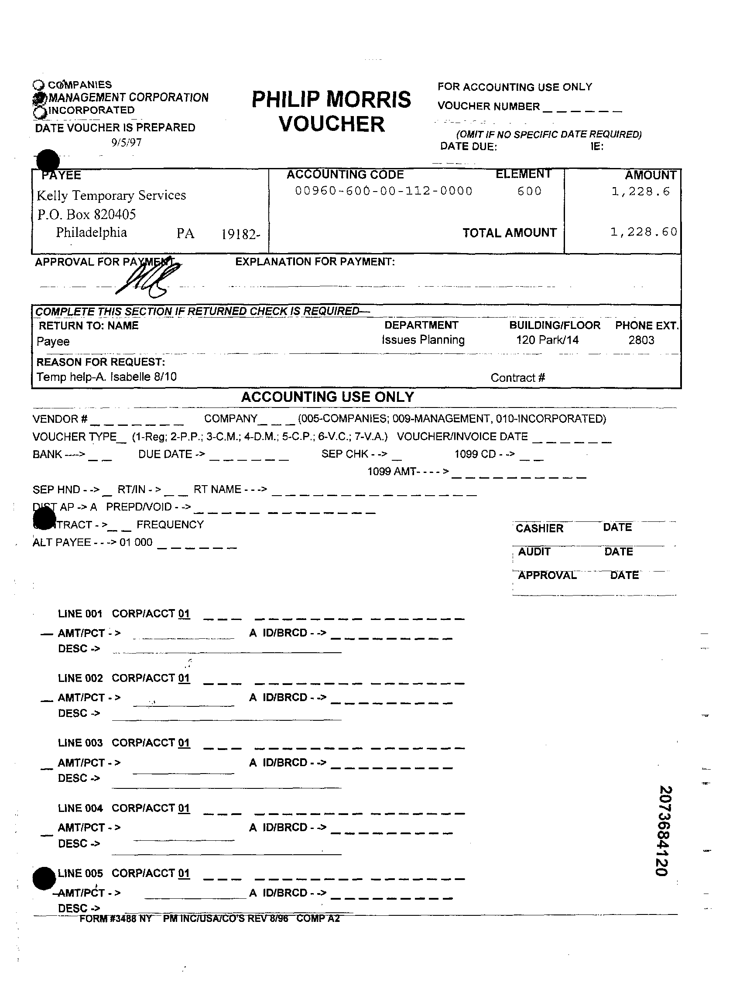 COMPANIES
MANAGEMENT CORPORATION
INCORPORATED
DATE VOUCHER IS PREPARED
9/5/97
PHILIP MORRIS
VOUCHER
FOR ACCOUNTING USE ONLY
VOUCHER NUMBER _ _ _ _ _ _
(OMIT IF NO SPECIFIC DATE REQUIRED)
DATE DUE: IE:
PAYEE ACCOUNTING CODE ELEMENT AMOUNT
Kelly Temporary Services 00960-600-00-112-0000 600 1,228.6
P.O. Box 820405
Philadelphia PA 19182- TOTAL AMOUNT 1,228.60
APPROVAL FOR PAYMENT EXPLANATION FOR PAYMENT:
COMPLETE THIS SECTION IF RETURNED CHECK IS REQUIRED—
RETURN TO: NAME DEPARTMENT BUILDING/FLOOR PHONE EXT.
Payee Issues Planning 120 Park/14 2803
REASON FOR REQUEST:
Temp help-A. Isabelle 8/10 Contract #
ACCOUNTING USE ONLY
VENDOR # _ _ _ _ _ _ _ COMPANY _ _ _ (005-COMPANIES; 009-MANAGEMENT, 010-INCORPORATED)
VOUCHER TYPE _ (1-Reg; 2-P.P.; 3-C.M.; 4-D.M.; 5-C.P.; 6-V.C.; 7-V.A.) VOUCHER/INVOICE DATE _ _ _ _ _ _
BANK ----> _ _ DUE DATE -> _ _ _ _ _ _ SEP CHK - -> _ 1099 CD - -> _ _
1099 AMT- - - - > _ _ _ _ _ _ _ _ _ _
SEP HND - -> _ RT/IN - > _ _ RT NAME - - -> _ _ _ _ _ _ _ _ _ _ _ _ _ _ _
DIST AP -> A PREPD/VOID - -> _ _ _ _ _ _ _ _ _ _ _ _ _
TRACT - > _ _ FREQUENCY
ALT PAYEE - - -> 01 000 _ _ _ _ _ _
CASHIER DATE
AUDIT DATE
APPROVAL DATE
LINE 001 CORP/ACCT 01 _ _ _ _ _ _ _ _ _ _ _ _ _ _ _ _
AMT/PCT - > A ID/BRCD - -> _ _ _ _ _ _ _ _
DESC ->
LINE 002 CORP/ACCT 01 _ _ _ _ _ _ _ _ _ _ _ _ _ _ _ _
AMT/PCT - > A ID/BRCD - -> _ _ _ _ _ _ _ _
DESC ->
LINE 003 CORP/ACCT 01 _ _ _ _ _ _ _ _ _ _ _ _ _ _ _ _
AMT/PCT - > A ID/BRCD - -> _ _ _ _ _ _ _ _
DESC ->
LINE 004 CORP/ACCT 01 _ _ _ _ _ _ _ _ _ _ _ _ _ _ _ _
AMT/PCT - > A ID/BRCD - -> _ _ _ _ _ _ _ _
DESC ->
LINE 005 CORP/ACCT 01 _ _ _ _ _ _ _ _ _ _ _ _ _ _ _ _
AMT/PCT - > A ID/BRCD - -> _ _ _ _ _ _ _ _
DESC ->
FORM #3488 NY PM INC/USA/CO'S REV 8/96 COMP A2
2073684120